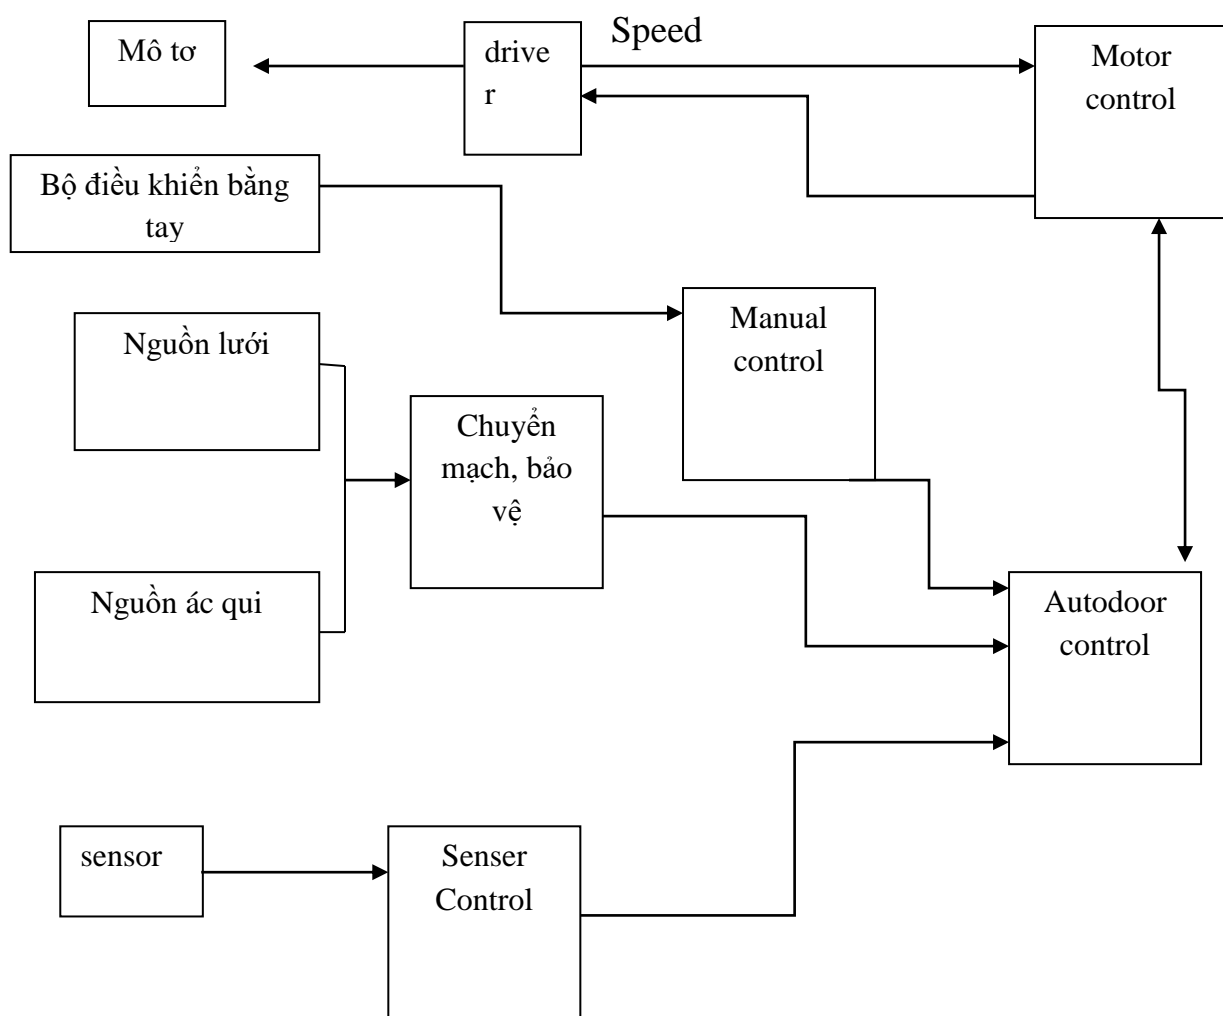 Speed
Mô tơ
drive
r
Motor
control
Bộ điều khiển bằng
tay
Manual
control
Nguồn lưới
Chuyển
mạch, bảo
vệ
Nguồn ác qui
Autodoor
control
sensor
Senser
Control